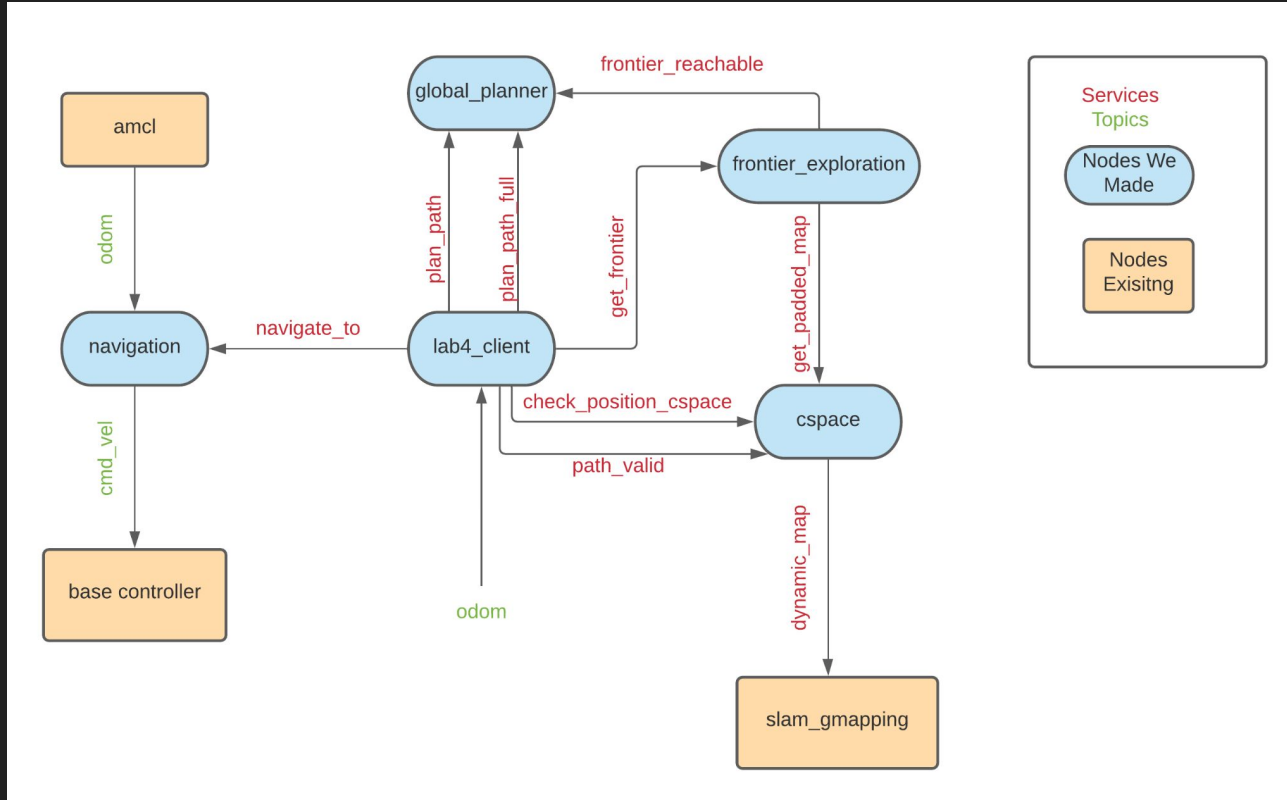 frontier_reachable
global_planner
Services
Topics
amcl
Nodes We
Made
frontier_exploration
plan_path
plan_path_full
odom
get_frontier
get_padded_map
Nodes
Exisitng
navigate_to
navigation
lab4_client
check_position_cspace
cspace
cmd_vel
path_valid
dynamic_map
base controller
odom
slam_gmapping